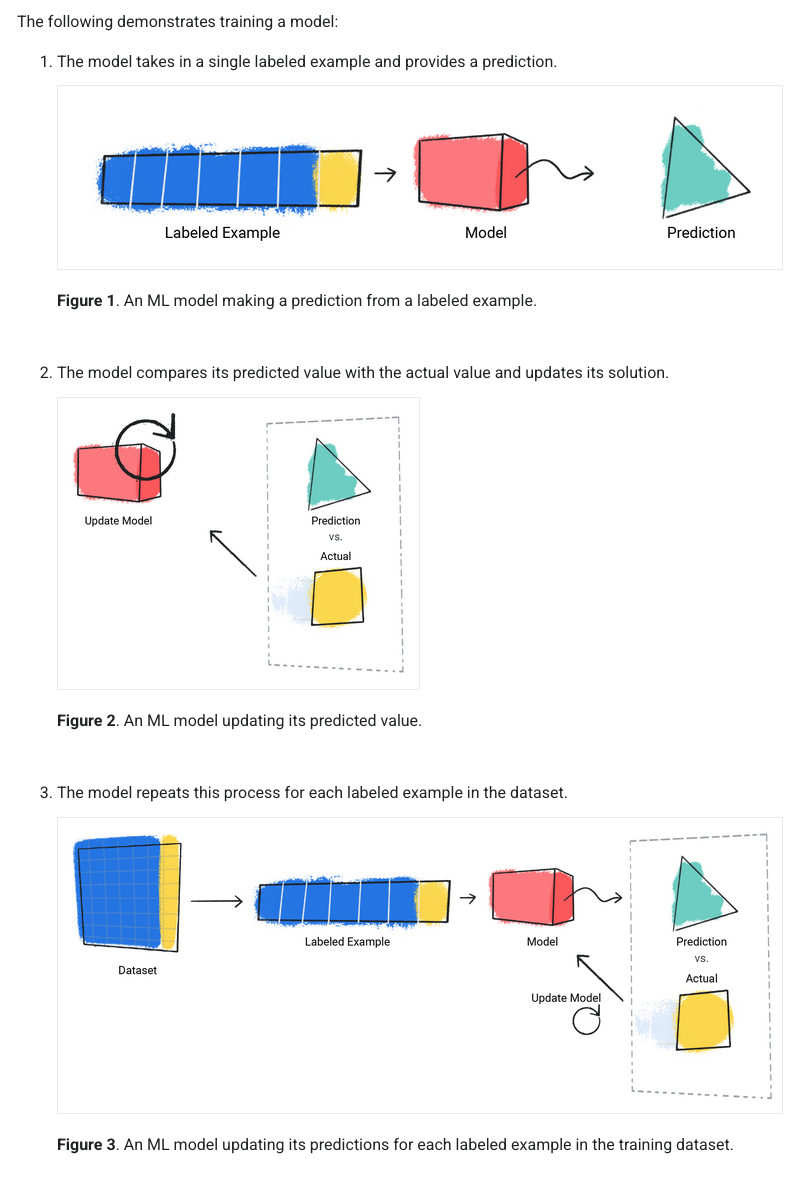 The following demonstrates training a model:
1. The model takes in a single labeled example and provides a prediction.
Labeled Example
Model
Prediction
Figure 1. An ML model making a prediction from a labeled example.
2. The model compares its predicted value with the actual value and updates its solution.
Update Model
Prediction
vs.
Actual
Figure 2. An ML model updating its predicted value.
3. The model repeats this process for each labeled example in the dataset.
Dataset
Labeled Example
Model
Update Model
Prediction
vs.
Actual
Figure 3. An ML model updating its predictions for each labeled example in the training dataset.